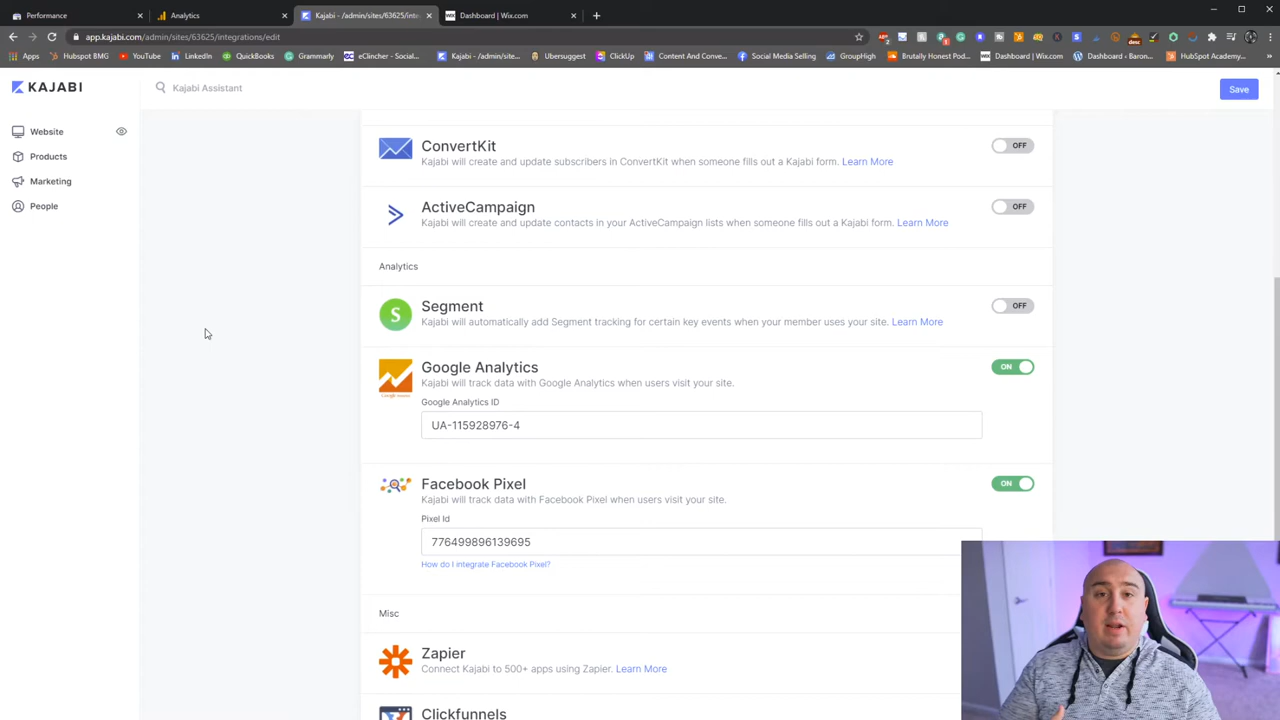 Performance
Analytics
Kajabi - /admin/sites/63625/inte
Dashboard | Wix.com
app.kajabi.com/admin/sites/63625/integrations/edit
Apps
Hubspot BMG
YouTube
LinkedIn
QuickBooks
Grammarly
eClincher - Social...
Kajabi - /admin/site...
Ubersuggest
ClickUp
Content And Conve...
Social Media Selling
GroupHigh
Brutally Honest Pod...
Dashboard | Wix.com
Dashboard - Baron...
HubSpot Academy...
KAJABI
Kajabi Assistant
Save
Website
Products
Marketing
People
ConvertKit
OFF
Kajabi will create and update subscribers in ConvertKit when someone fills out a Kajabi form. Learn More
ActiveCampaign
OFF
Kajabi will create and update contacts in your ActiveCampaign lists when someone fills out a Kajabi form. Learn More
Analytics
S
Segment
OFF
Kajabi will automatically add Segment tracking for certain key events when your member uses your site. Learn More
Google Analytics
ON
Kajabi will track data with Google Analytics when users visit your site.
Google Analytics ID
UA-115928976-4
Facebook Pixel
ON
Kajabi will track data with Facebook Pixel when users visit your site.
Pixel Id
776499896139695
How do I integrate Facebook Pixel?
Misc
Zapier
Connect Kajabi to 500+ apps using Zapier. Learn More
Clickfunnels